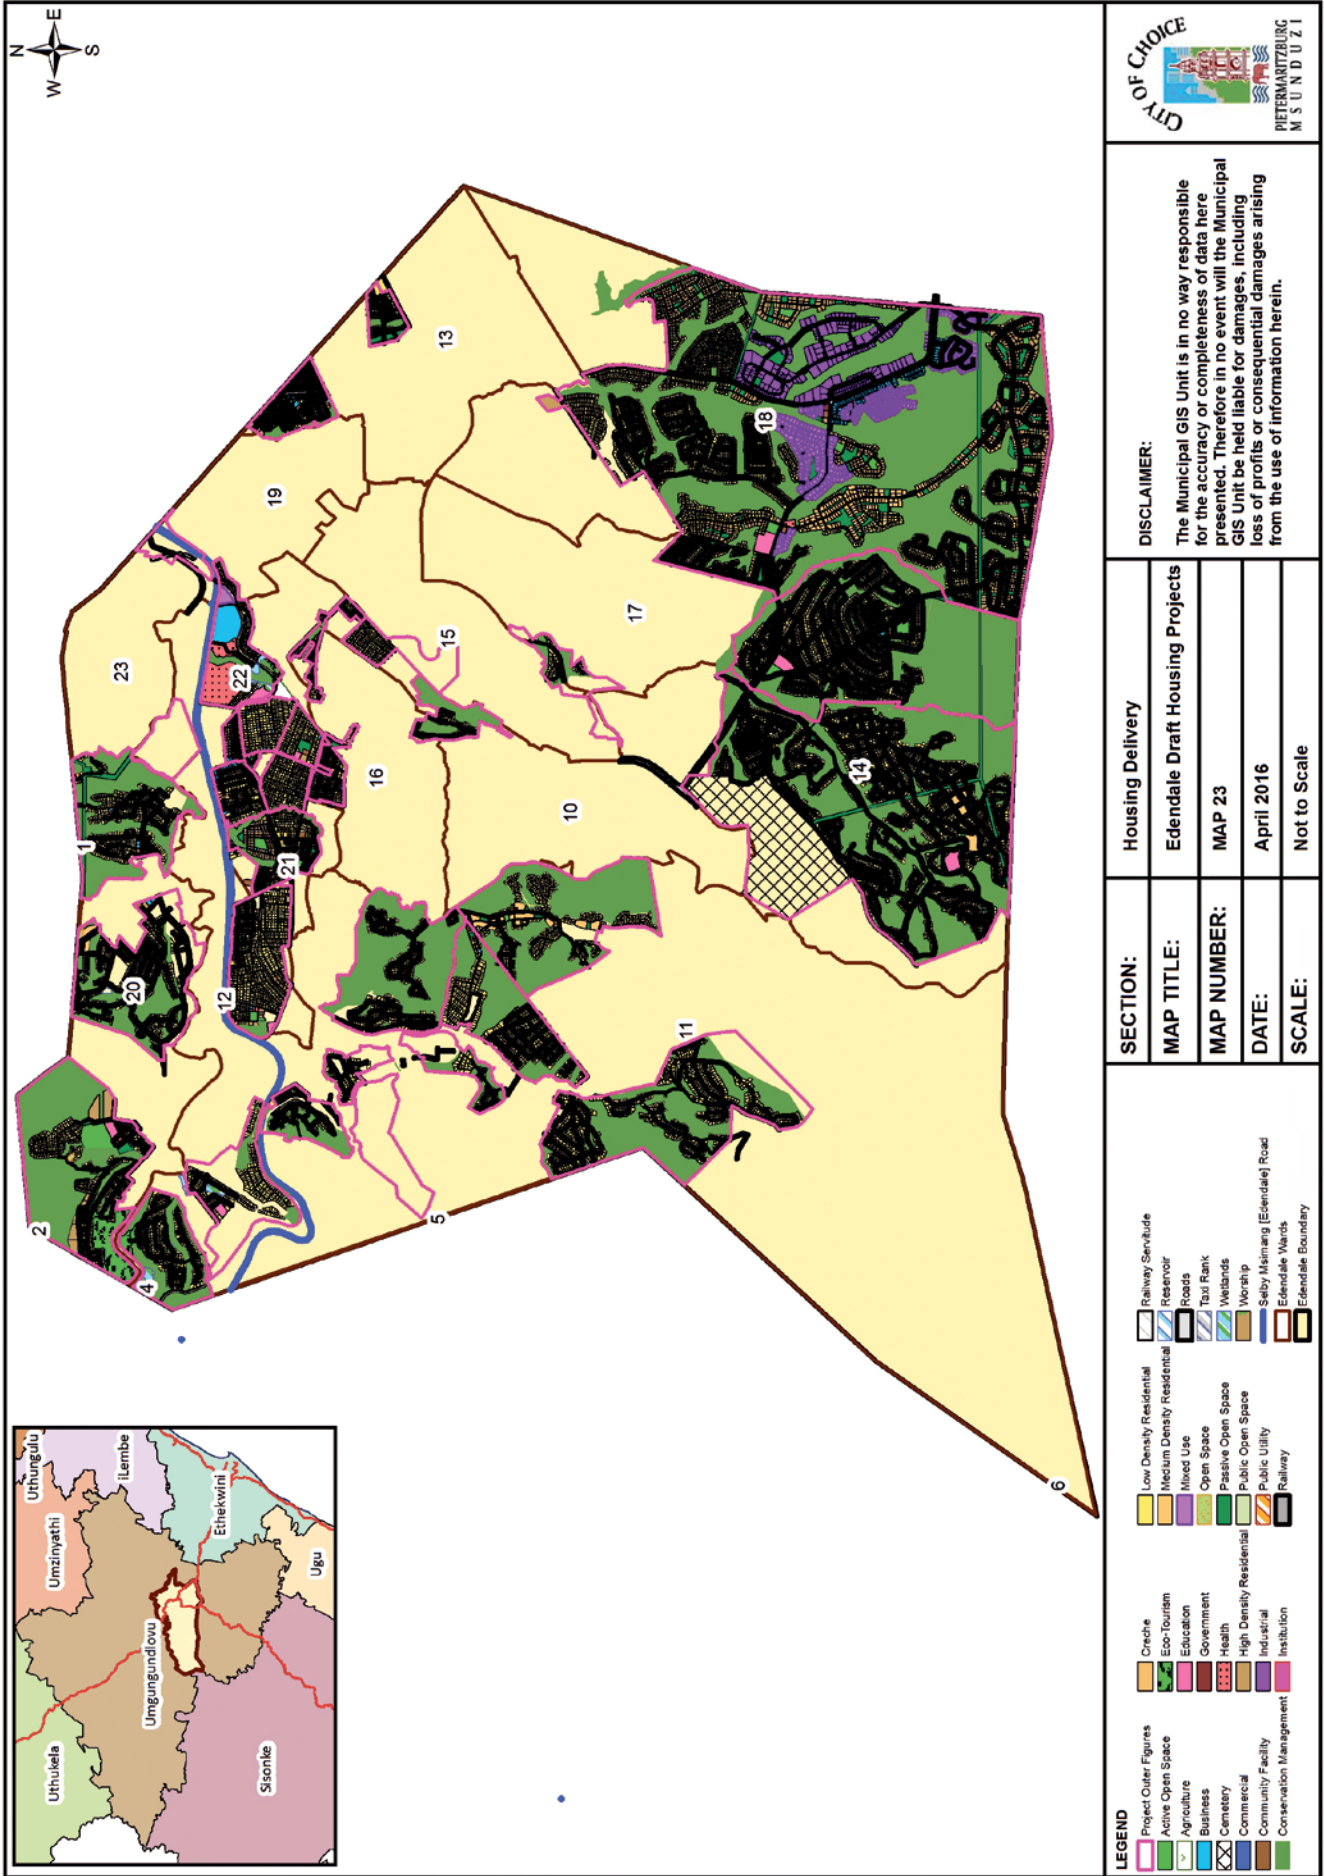 N
W
E
S
Uthukela
Umzinyathi
Uthungulu
iLembe
Umgungundlovu
Ethekwini
Ugu
Sisonke
1
2
4
5
6
10
11
12
13
14
15
16
17
18
19
20
21
22
23
LEGEND
Project Outer Figures
Active Open Space
Agriculture
Business
Cemetery
Commercial
Community Facility
Conservation Management
Creche
Eco-Tourism
Education
Government
Health
High Density Residential
Industrial
Institution
Low Density Residential
Medium Density Residential
Mixed Use
Open Space
Passive Open Space
Public Open Space
Public Utility
Railway
Railway Servitude
Reservoir
Roads
Taxi Rank
Wetlands
Worship
Selby Msimang [Edendale] Road
Edendale Wards
Edendale Boundary
SECTION: Housing Delivery
MAP TITLE: Edendale Draft Housing Projects
MAP NUMBER: MAP 23
DATE: April 2016
SCALE: Not to Scale
DISCLAIMER:
The Municipal GIS Unit is in no way responsible
for the accuracy or completeness of data here
presented. Therefore in no event will the Municipal
GIS Unit be held liable for damages, including
loss of profits or consequential damages arising
from the use of information herein.
CITY OF CHOICE
PIETERMARITZBURG
MSUNDUZI